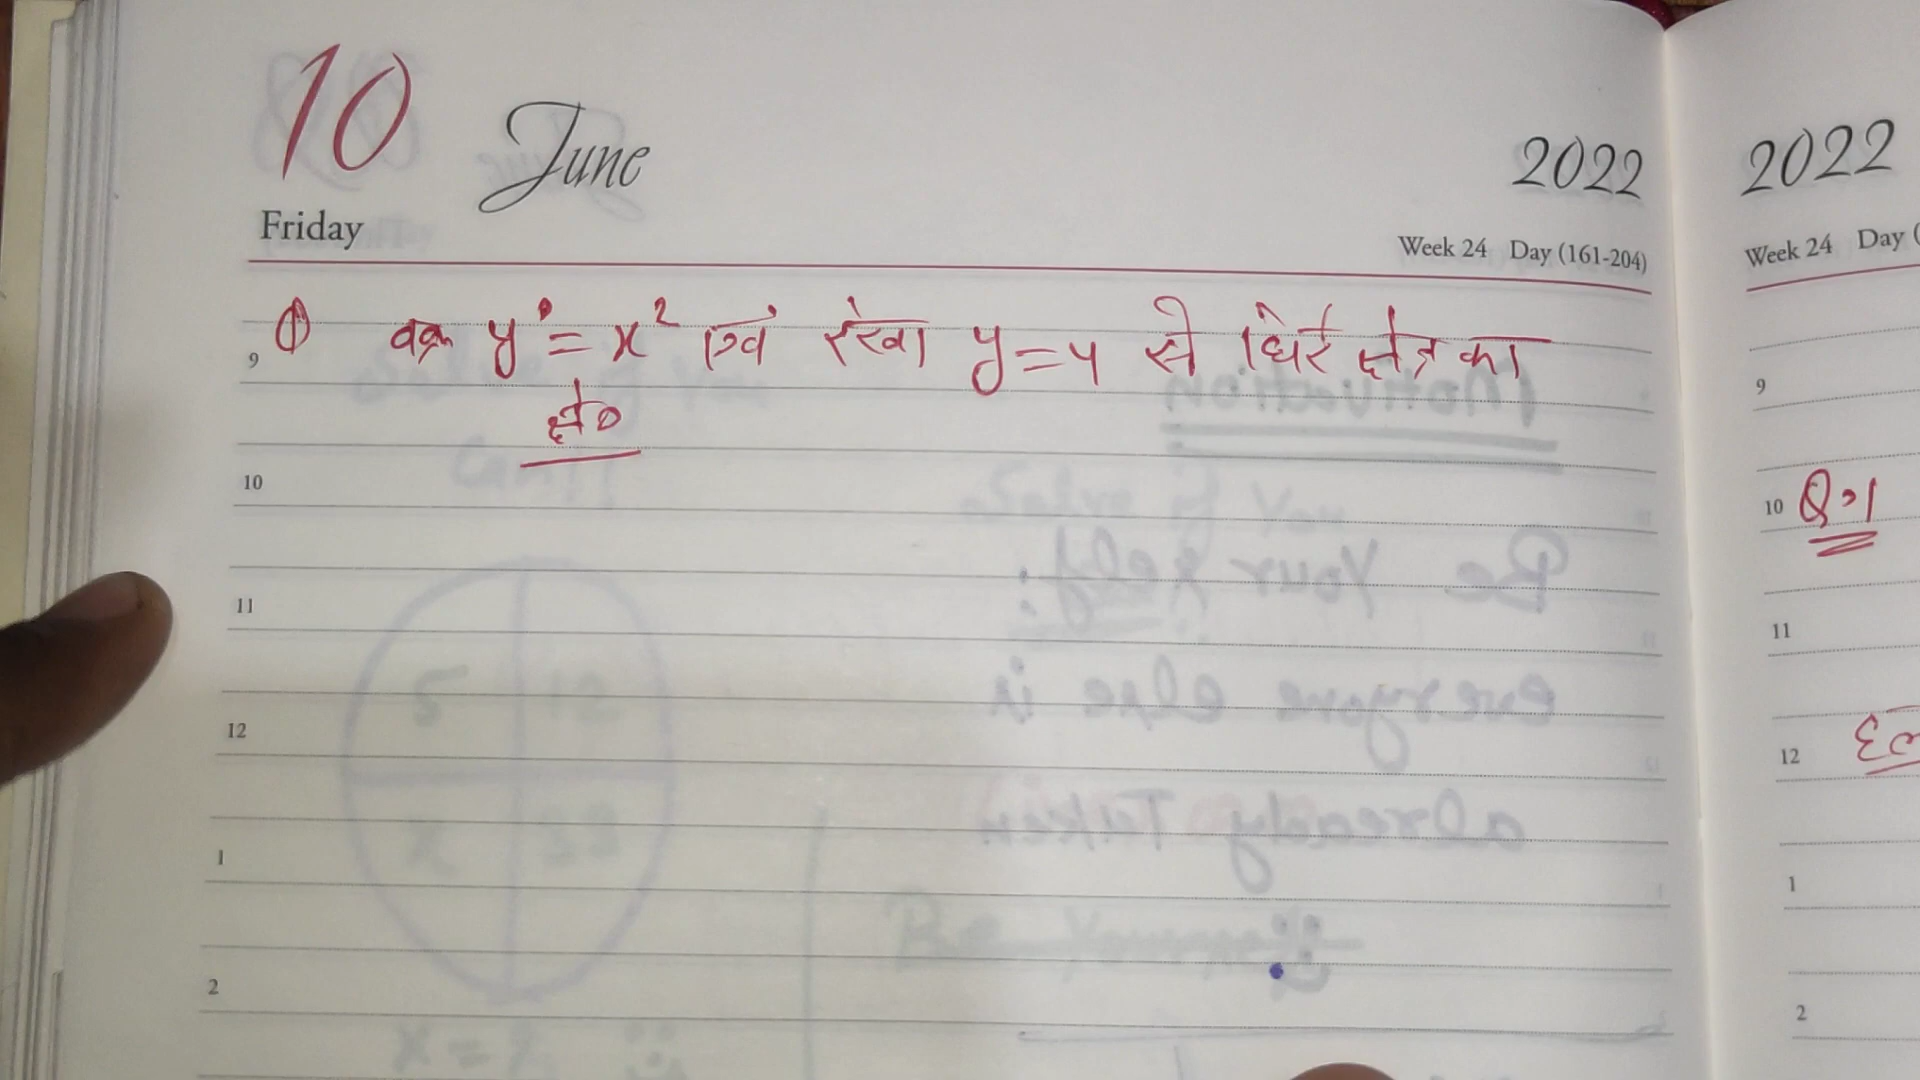 10 June 2022
Friday Week 24 Day (161-204)
① वक्र y = x² एवं रेखा y = 4 से घिरे क्षेत्र का
9
क्षे०
10
11
12
1
2
2022
Week 24 Day (
9
10 Q.1
11
12
1
2